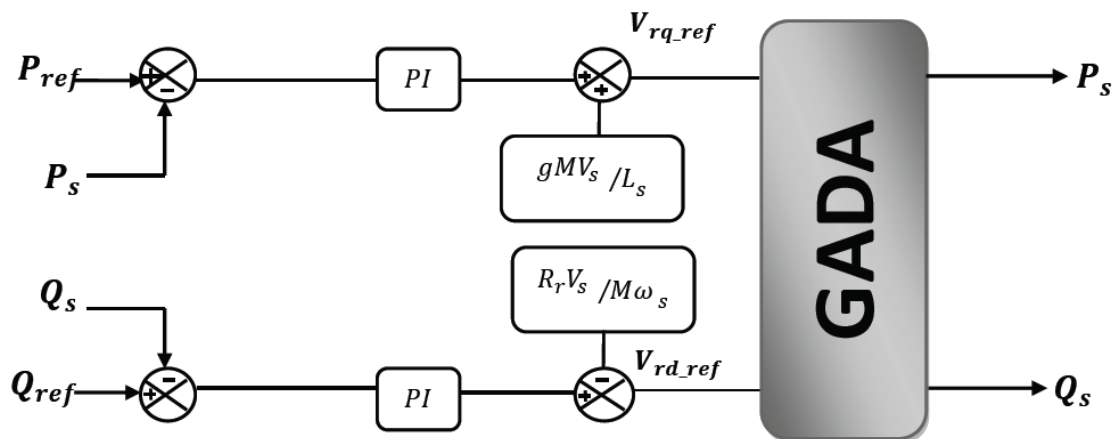 P_ref
+
-
P_s
PI
+
+
V_rq_ref
gMV_s /L_s
GADA
P_s
Q_s
Q_ref
-
+
PI
R_rV_s /Mω_s
-
+
V_rd_ref
Q_s